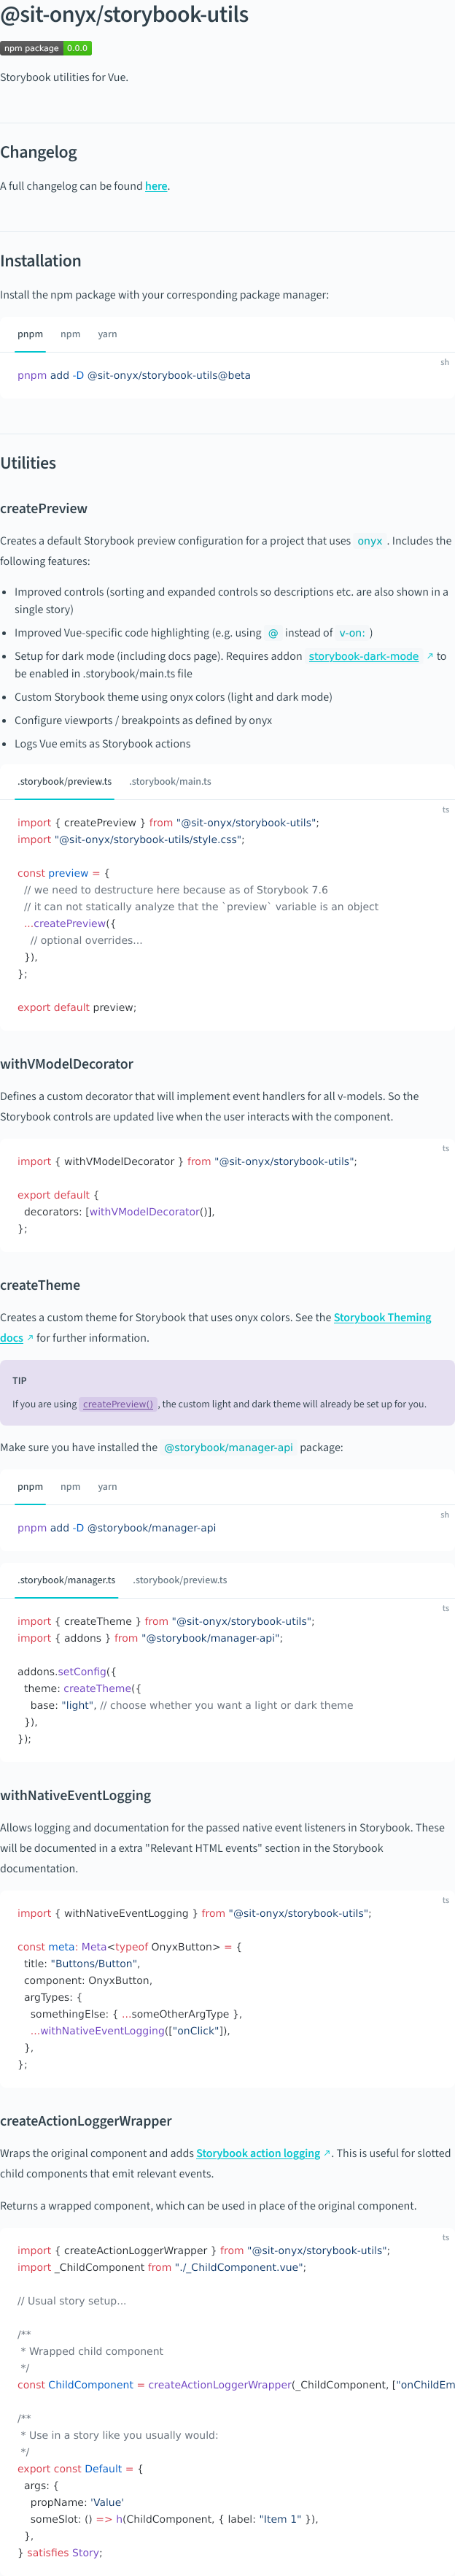 @sit-onyx/storybook-utils
npm package 0.0.0
Storybook utilities for Vue.
Changelog
A full changelog can be found here.
Installation
Install the npm package with your corresponding package manager:
pnpm npm yarn
sh
pnpm add -D @sit-onyx/storybook-utils@beta
Utilities
createPreview
Creates a default Storybook preview configuration for a project that uses onyx . Includes the
following features:
• Improved controls (sorting and expanded controls so descriptions etc. are also shown in a
single story)
• Improved Vue-specific code highlighting (e.g. using @ instead of v-on: )
• Setup for dark mode (including docs page). Requires addon storybook-dark-mode ↗ to
be enabled in .storybook/main.ts file
• Custom Storybook theme using onyx colors (light and dark mode)
• Configure viewports / breakpoints as defined by onyx
• Logs Vue emits as Storybook actions
.storybook/preview.ts .storybook/main.ts
ts
import { createPreview } from "@sit-onyx/storybook-utils";
import "@sit-onyx/storybook-utils/style.css";
const preview = {
// we need to destructure here because as of Storybook 7.6
// it can not statically analyze that the `preview` variable is an object
...createPreview({
// optional overrides...
}),
};
export default preview;
withVModelDecorator
Defines a custom decorator that will implement event handlers for all v-models. So the
Storybook controls are updated live when the user interacts with the component.
ts
import { withVModelDecorator } from "@sit-onyx/storybook-utils";
export default {
decorators: [withVModelDecorator()],
};
createTheme
Creates a custom theme for Storybook that uses onyx colors. See the Storybook Theming
docs ↗ for further information.
TIP
If you are using createPreview() , the custom light and dark theme will already be set up for you.
Make sure you have installed the @storybook/manager-api package:
pnpm npm yarn
sh
pnpm add -D @storybook/manager-api
.storybook/manager.ts .storybook/preview.ts
ts
import { createTheme } from "@sit-onyx/storybook-utils";
import { addons } from "@storybook/manager-api";
addons.setConfig({
theme: createTheme({
base: "light", // choose whether you want a light or dark theme
}),
});
withNativeEventLogging
Allows logging and documentation for the passed native event listeners in Storybook. These
will be documented in a extra "Relevant HTML events" section in the Storybook
documentation.
ts
import { withNativeEventLogging } from "@sit-onyx/storybook-utils";
const meta: Meta<typeof OnyxButton> = {
title: "Buttons/Button",
component: OnyxButton,
argTypes: {
somethingElse: { ...someOtherArgType },
...withNativeEventLogging(["onClick"]),
},
};
createActionLoggerWrapper
Wraps the original component and adds Storybook action logging ↗. This is useful for slotted
child components that emit relevant events.
Returns a wrapped component, which can be used in place of the original component.
ts
import { createActionLoggerWrapper } from "@sit-onyx/storybook-utils";
import _ChildComponent from "./_ChildComponent.vue";
// Usual story setup...
/**
* Wrapped child component
*/
const ChildComponent = createActionLoggerWrapper(_ChildComponent, ["onChildEm
/**
* Use in a story like you usually would:
*/
export const Default = {
args: {
propName: 'Value'
someSlot: () => h(ChildComponent, { label: "Item 1" }),
},
} satisfies Story;